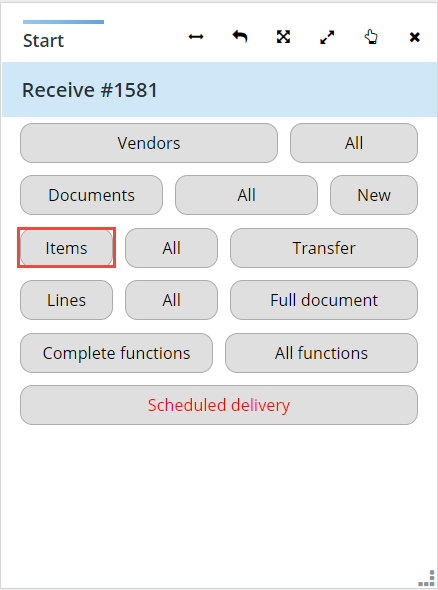 Start
Receive #1581
Vendors All
Documents All New
Items All Transfer
Lines All Full document
Complete functions All functions
Scheduled delivery